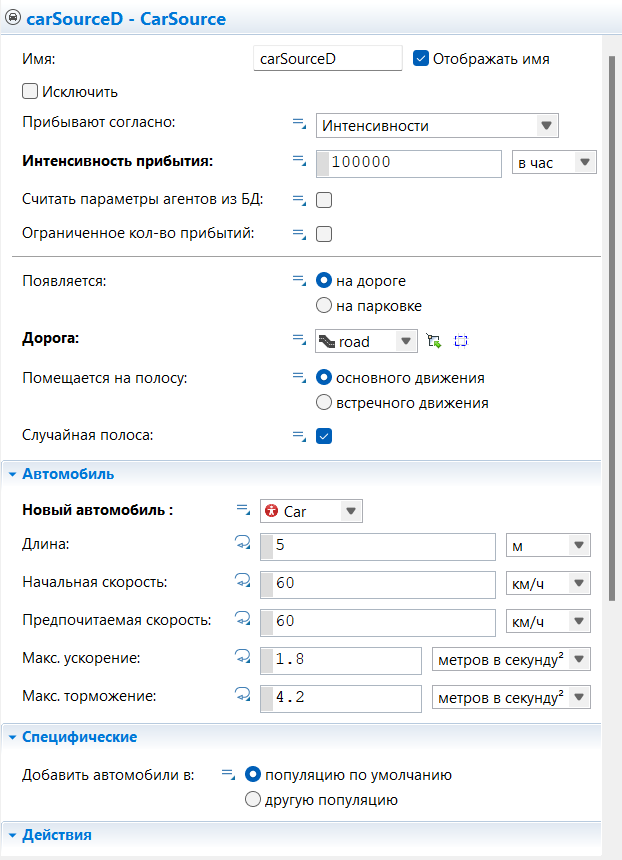 carSourceD - CarSource
Имя: carSourceD Отображать имя
Исключить
Прибывают согласно: Интенсивности
Интенсивность прибытия: 100000 в час
Считать параметры агентов из БД:
Ограниченное кол-во прибытий:
Появляется: на дороге
на парковке
Дорога: road
Помещается на полосу: основного движения
встречного движения
Случайная полоса:
Автомобиль
Новый автомобиль : Car
Длина: 5 м
Начальная скорость: 60 км/ч
Предпочитаемая скорость: 60 км/ч
Макс. ускорение: 1.8 метров в секунду²
Макс. торможение: 4.2 метров в секунду²
Специфические
Добавить автомобили в: популяцию по умолчанию
другую популяцию
Действия